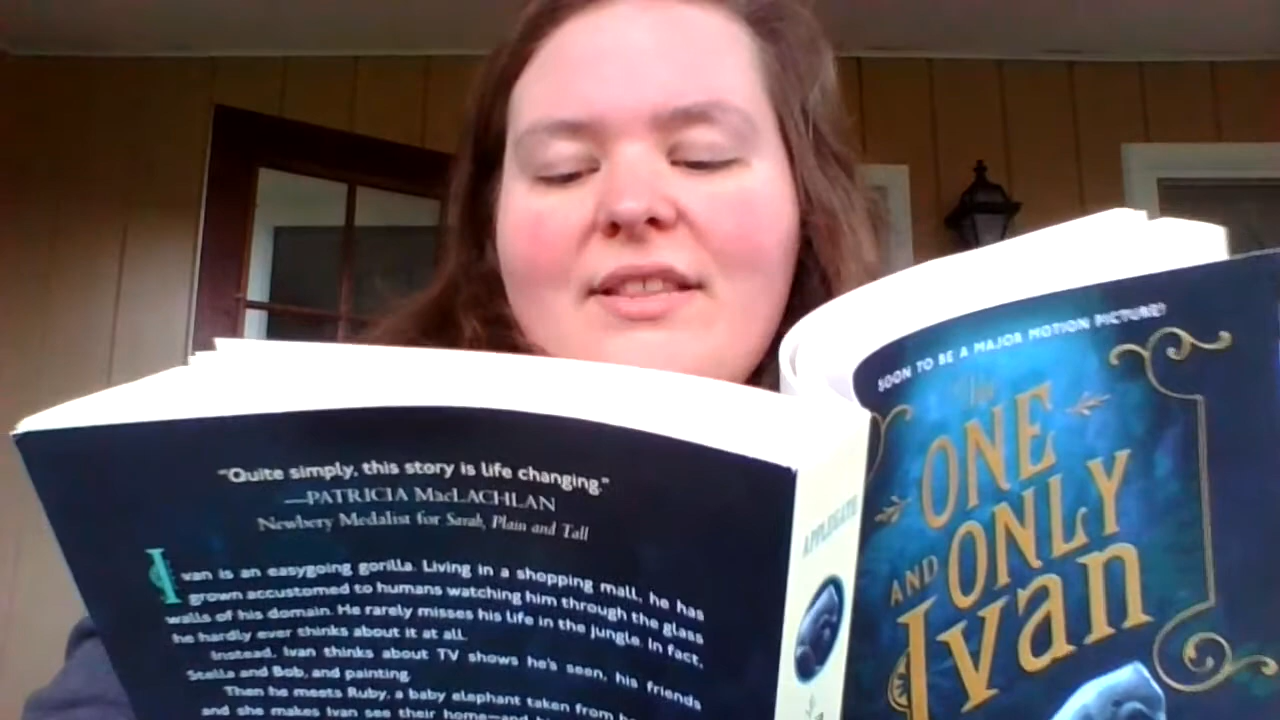 "Quite simply, this story is life changing."
—PATRICIA MacLACHLAN
Newbery Medalist for Sarah, Plain and Tall
Ivan is an easygoing gorilla. Living in a shopping mall, he has
grown accustomed to humans watching him through the glass
walls of his domain. He rarely misses his life in the jungle. In fact,
he hardly ever thinks about it at all.
Instead, Ivan thinks about TV shows he's seen, his friends
Stella and Bob, and painting.
Then he meets Ruby, a baby elephant taken from
and she makes Ivan see their home—and
APPLEGATE
SOON TO BE A MAJOR MOTION PICTURE!
The
ONE
AND ONLY
Ivan